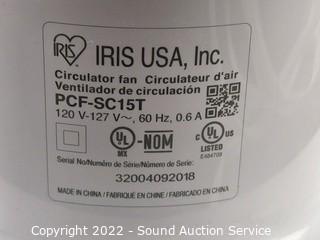 IRIS
IRIS USA, Inc.
Circulator fan Circulateur d'air
Ventilador de circulación
PCF-SC15T
120 V-127 V~, 60 Hz, 0.6 A
UL
MX
-NOM
C UL US
LISTED
E484709
Serial No/Numéro de Série/Número de Serie:
32004092018
MADE IN CHINA / FABRIQUÉ EN CHINE / FABRICADO EN CHINA
Copyright 2022 - Sound Auction Service